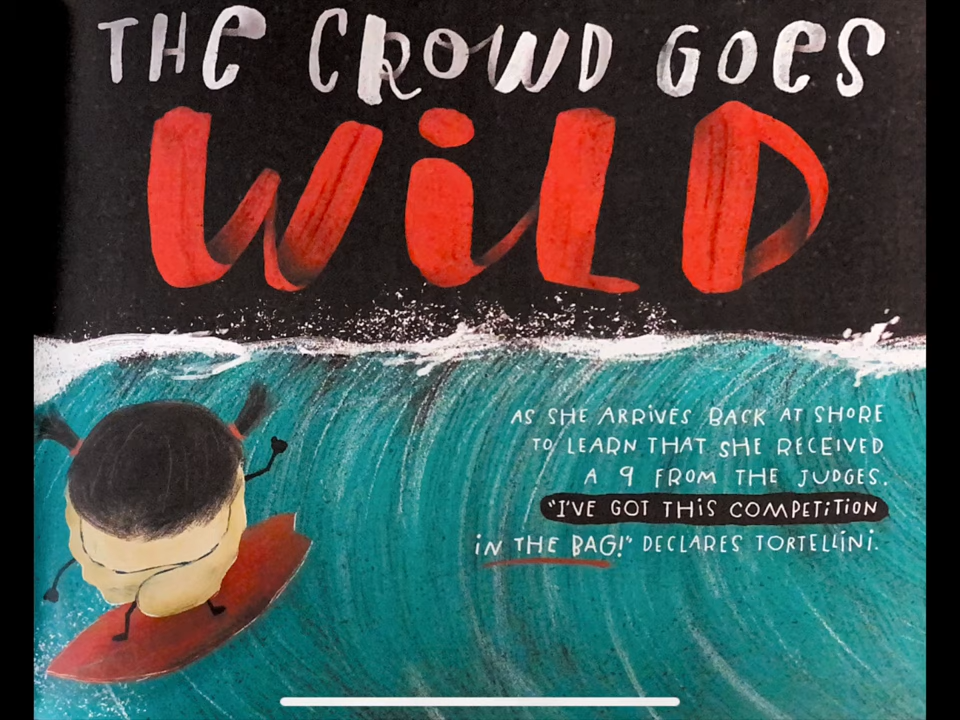 THE CROWD GOES
WiLD
AS SHE ARRiVES BACK AT SHORE
TO LEARN THAT SHE RECEIVED
A 9 FROM THE JUDGES.
"I'VE GOT THiS COMPETiTiON
iN THE BAG!" DECLARES TORTELLiNi.